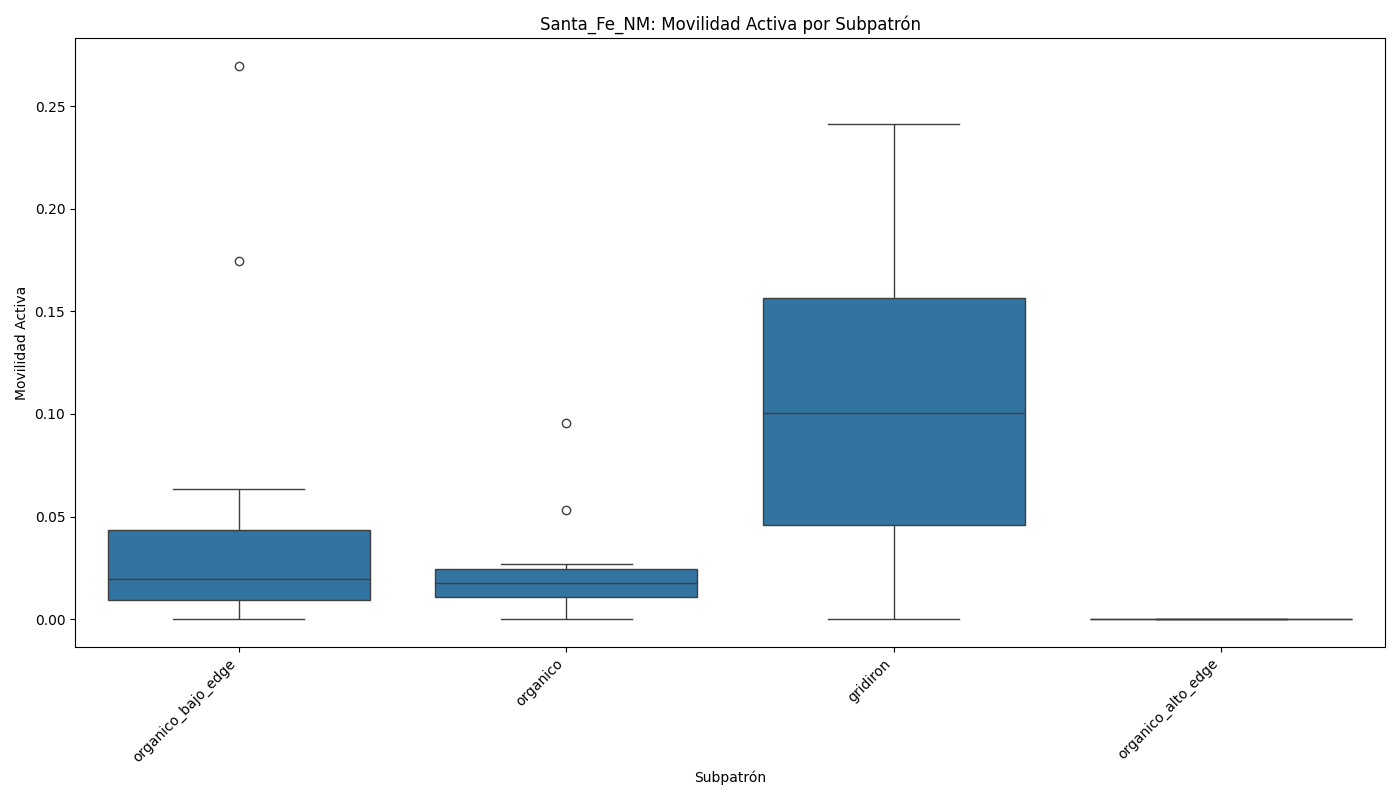 Santa_Fe_NM: Movilidad Activa por Subpatrón
Movilidad Activa
0.25
0.20
0.15
0.10
0.05
0.00
organico_bajo_edge
organico
gridiron
organico_alto_edge
Subpatrón